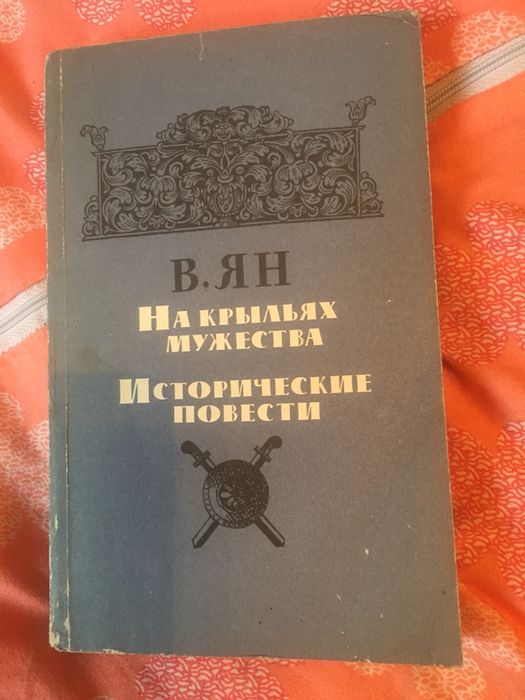 В. ЯН
На крыльях
мужества
Исторические
повести